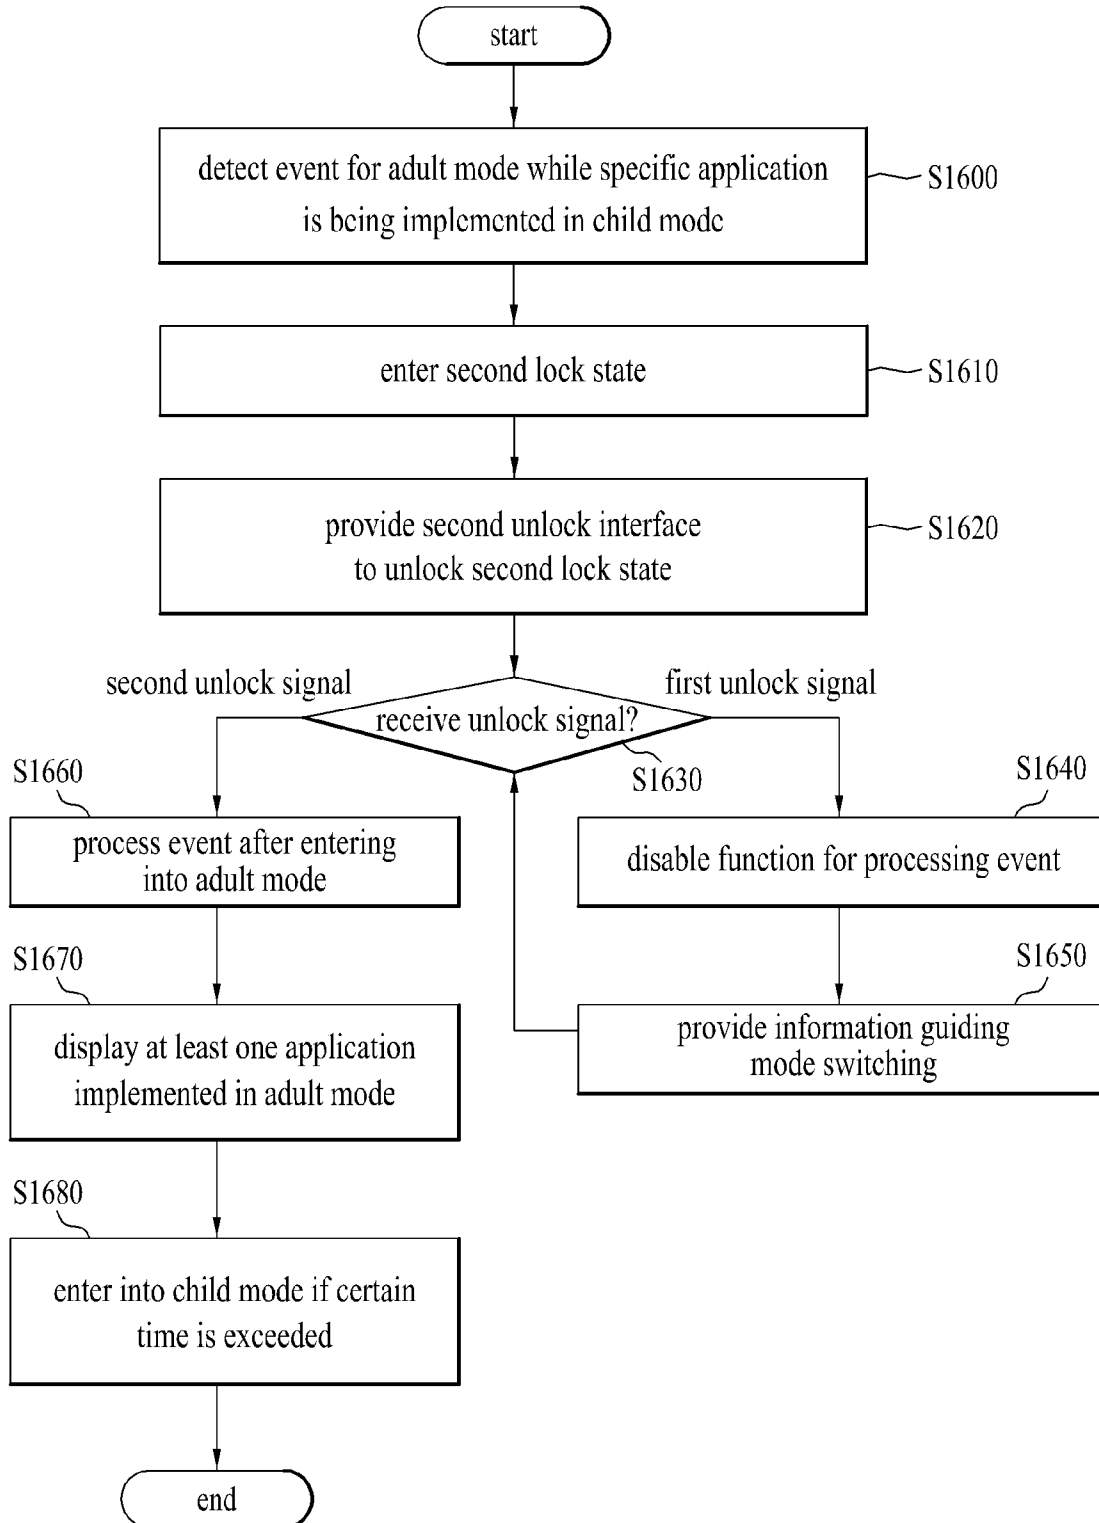 start
detect event for adult mode while specific application
is being implemented in child mode
S1600
enter second lock state
S1610
provide second unlock interface
to unlock second lock state
S1620
second unlock signal
first unlock signal
receive unlock signal?
S1630
S1660
process event after entering
into adult mode
S1640
disable function for processing event
S1670
display at least one application
implemented in adult mode
S1650
provide information guiding
mode switching
S1680
enter into child mode if certain
time is exceeded
end